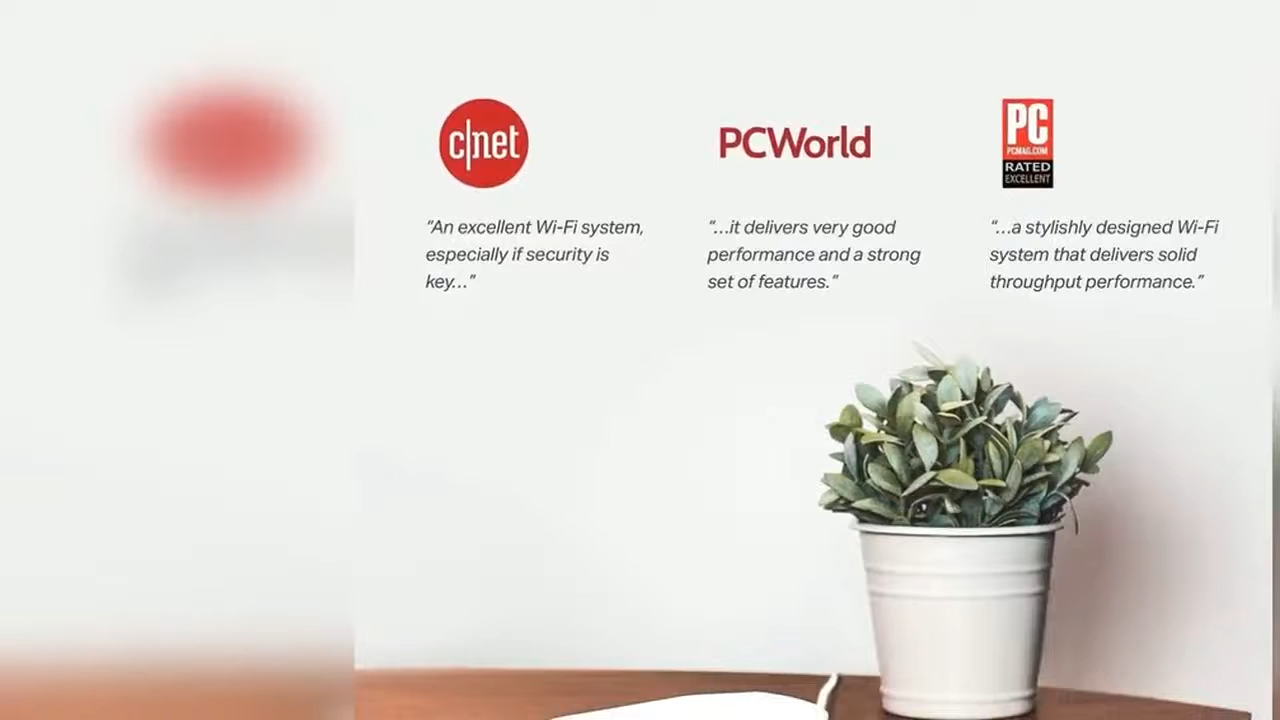 c|net
PCWorld
PC
PCMAG.COM
RATED
EXCELLENT
“An excellent Wi-Fi system,
especially if security is
key...”
“...it delivers very good
performance and a strong
set of features.”
“...a stylishly designed Wi-Fi
system that delivers solid
throughput performance.”